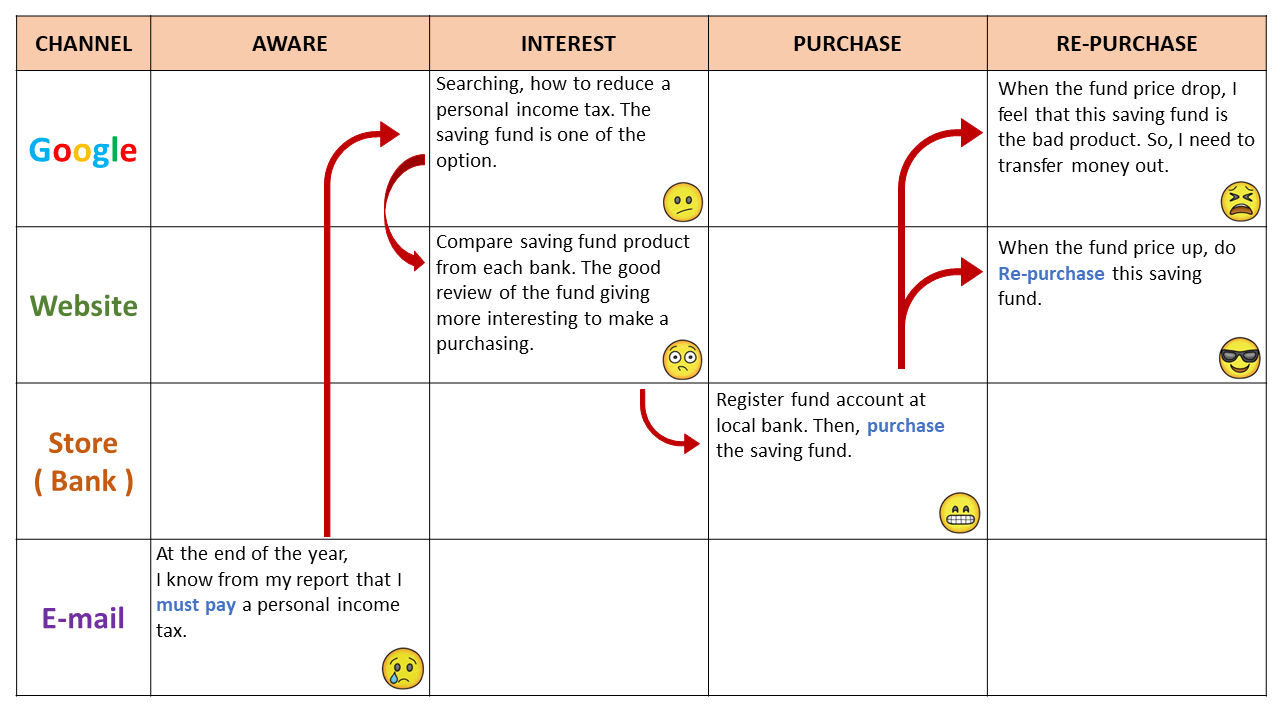 CHANNEL
AWARE
INTEREST
PURCHASE
RE-PURCHASE
Google
Searching, how to reduce a
personal income tax. The
saving fund is one of the
option.
When the fund price drop, I
feel that this saving fund is
the bad product. So, I need to
transfer money out.
Website
Compare saving fund product
from each bank. The good
review of the fund giving
more interesting to make a
purchasing.
When the fund price up, do
Re-purchase this saving
fund.
Store
( Bank )
Register fund account at
local bank. Then, purchase
the saving fund.
E-mail
At the end of the year,
I know from my report that I
must pay a personal income
tax.